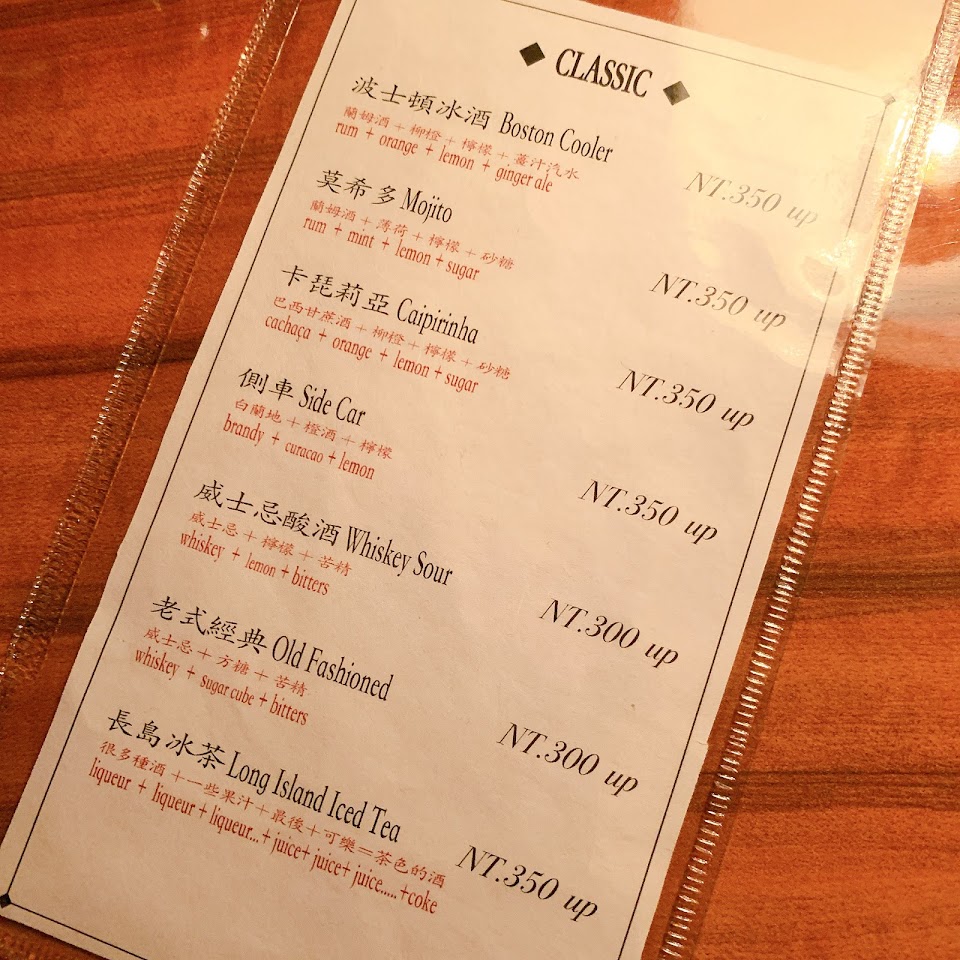 ◆ CLASSIC ◆
波士頓冰酒 Boston Cooler
蘭姆酒+柳橙+檸檬+薑汁汽水
rum + orange + lemon + ginger ale
NT.350 up
莫希多 Mojito
蘭姆酒+薄荷+檸檬+砂糖
rum + mint + lemon + sugar
NT.350 up
卡琵莉亞 Caipirinha
巴西甘蔗酒+柳橙+檸檬+砂糖
cachaça + orange + lemon + sugar
NT.350 up
側車 Side Car
白蘭地+橙酒+檸檬
brandy + curacao + lemon
NT.350 up
威士忌酸酒 Whiskey Sour
威士忌+檸檬+苦精
whiskey + lemon + bitters
NT.300 up
老式經典 Old Fashioned
威士忌+方糖+苦精
whiskey + sugar cube + bitters
NT.300 up
長島冰茶 Long Island Iced Tea
很多種酒+一些果汁+最後+可樂=茶色的酒
liqueur + liqueur + liqueur... + juice+ juice+ juice..... +coke
NT.350 up